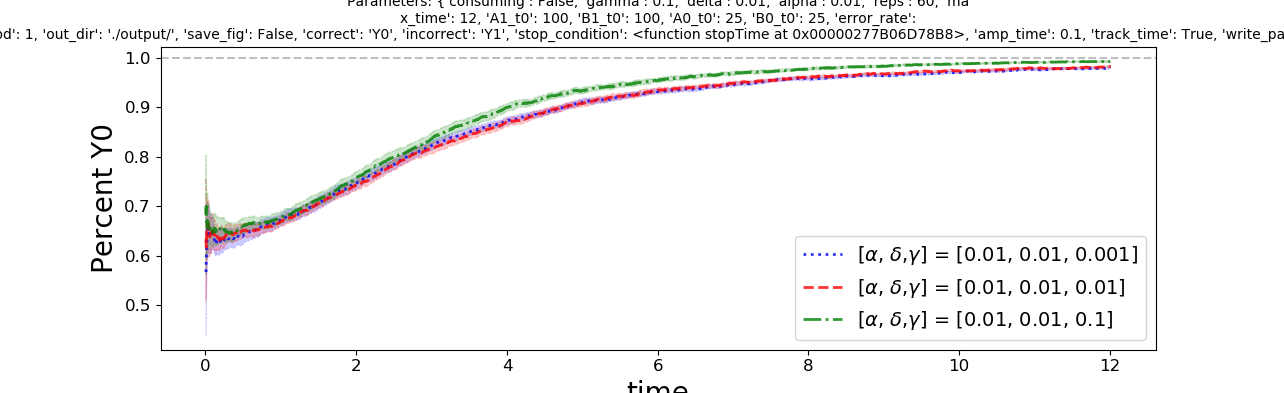 Parameters: { 'consuming': False, 'gamma': 0.1, 'delta': 0.01, 'alpha': 0.01, 'reps': 60, 'ma
x_time': 12, 'A1_t0': 100, 'B1_t0': 100, 'A0_t0': 25, 'B0_t0': 25, 'error_rate':
od': 1, 'out_dir': './output/', 'save_fig': False, 'correct': 'Y0', 'incorrect': 'Y1', 'stop_condition': <function stopTime at 0x00000277B06D78B8>, 'amp_time': 0.1, 'track_time': True, 'write_pa
1.0
0.9
0.8
0.7
0.6
0.5
Percent Y0
[α, δ,γ] = [0.01, 0.01, 0.001]
[α, δ,γ] = [0.01, 0.01, 0.01]
[α, δ,γ] = [0.01, 0.01, 0.1]
0 2 4 6 8 10 12
time